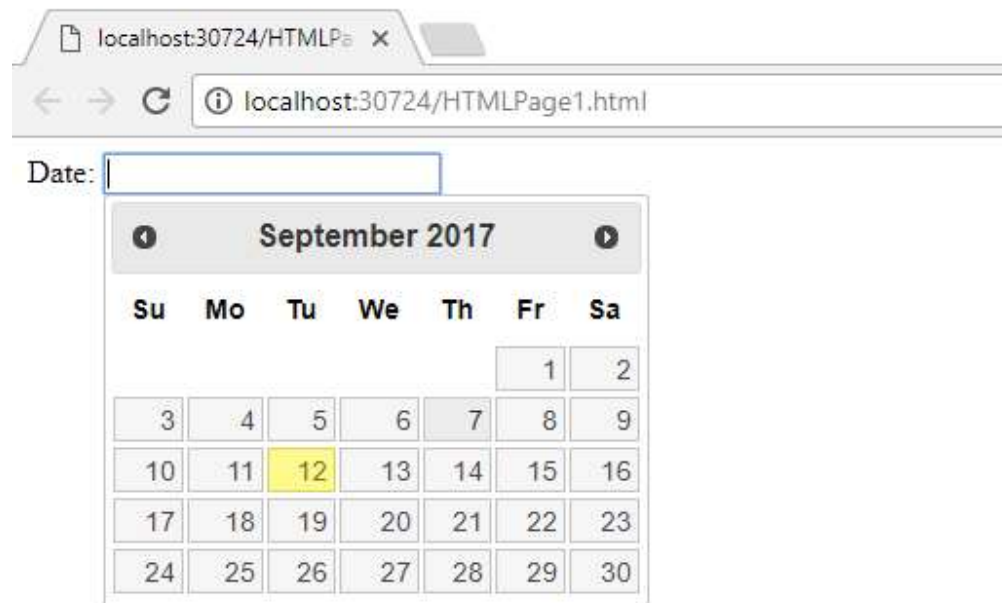 localhost:30724/HTMLPa
localhost:30724/HTMLPage1.html
Date:
September 2017
Su Mo Tu We Th Fr Sa
1 2
3 4 5 6 7 8 9
10 11 12 13 14 15 16
17 18 19 20 21 22 23
24 25 26 27 28 29 30